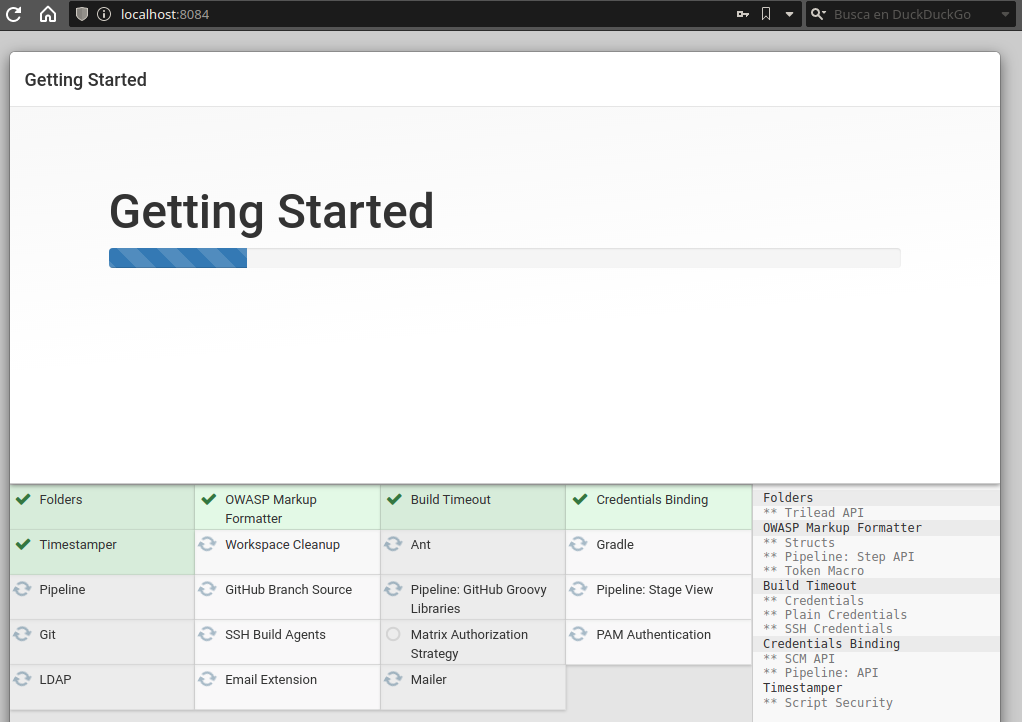 localhost:8084
Busca en DuckDuckGo
Getting Started
Getting Started
Folders
OWASP Markup
Formatter
Build Timeout
Credentials Binding
Timestamper
Workspace Cleanup
Ant
Gradle
Pipeline
GitHub Branch Source
Pipeline: GitHub Groovy
Libraries
Pipeline: Stage View
Git
SSH Build Agents
Matrix Authorization
Strategy
PAM Authentication
LDAP
Email Extension
Mailer
Folders
** Trilead API
OWASP Markup Formatter
** Structs
** Pipeline: Step API
** Token Macro
Build Timeout
** Credentials
** Plain Credentials
** SSH Credentials
Credentials Binding
** SCM API
** Pipeline: API
Timestamper
** Script Security